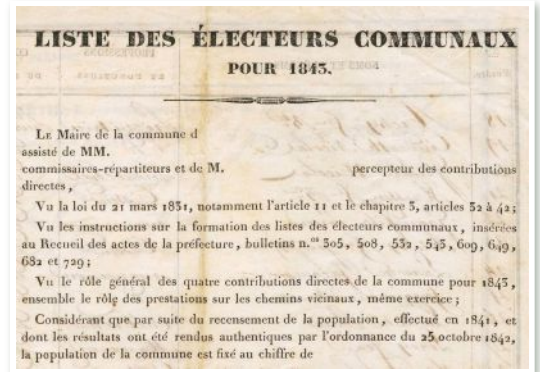 LISTE DES ÉLECTEURS COMMUNAUX
POUR 1843.
LE Maire de la commune d
assisté de MM.
commissaires-répartiteurs et de M. percepteur des contributions
directes,
Vu la loi du 21 mars 1831, notamment l'article 11 et le chapitre 3, articles 32 à 42;
Vu les instructions sur la formation des listes des électeurs communaux, insérées
au Recueil des actes de la préfecture, bulletins n.os 305, 508, 532, 543, 609, 649,
682 et 729;
Vu le rôle général des quatre contributions directes de la commune pour 1843,
ensemble le rôle des prestations sur les chemins vicinaux, même exercice;
Considérant que par suite du recensement de la population, effectué en 1841, et
dont les résultats ont été rendus authentiques par l'ordonnance du 25 octobre 1842,
la population de la commune est fixé au chiffre de